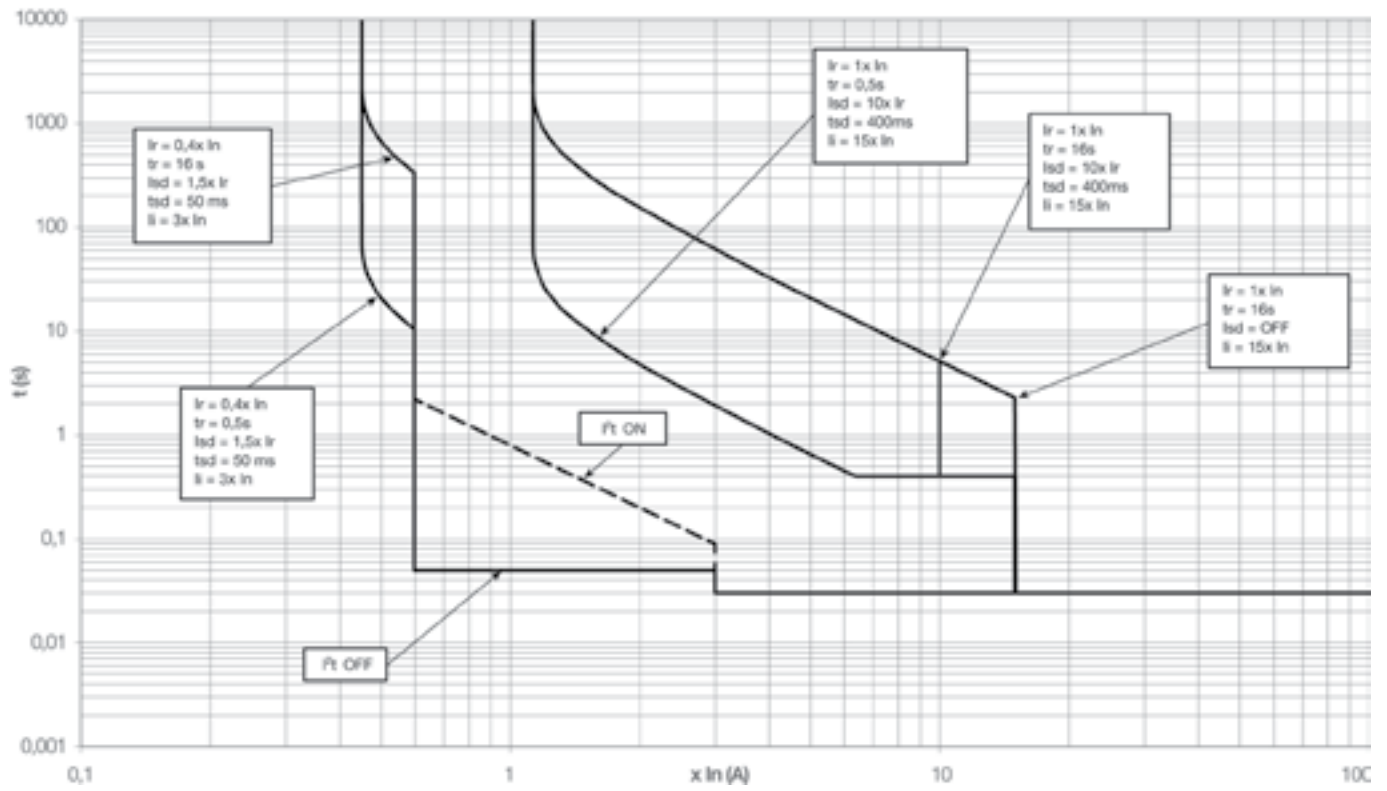 10000
1000
100
10
1
0,1
0,01
0,001
t (s)
0,1
1
x In (A)
10
100
Ir = 0,4x In
tr = 16 s
Isd = 1,5x Ir
tsd = 50 ms
Ii = 3x In
Ir = 0,4x In
tr = 0,5s
Isd = 1,5x Ir
tsd = 50 ms
Ii = 3x In
I²t ON
I²t OFF
Ir = 1x In
tr = 0,5s
Isd = 10x Ir
tsd = 400ms
Ii = 15x In
Ir = 1x In
tr = 16s
Isd = 10x Ir
tsd = 400ms
Ii = 15x In
Ir = 1x In
tr = 16s
Isd = OFF
Ii = 15x In